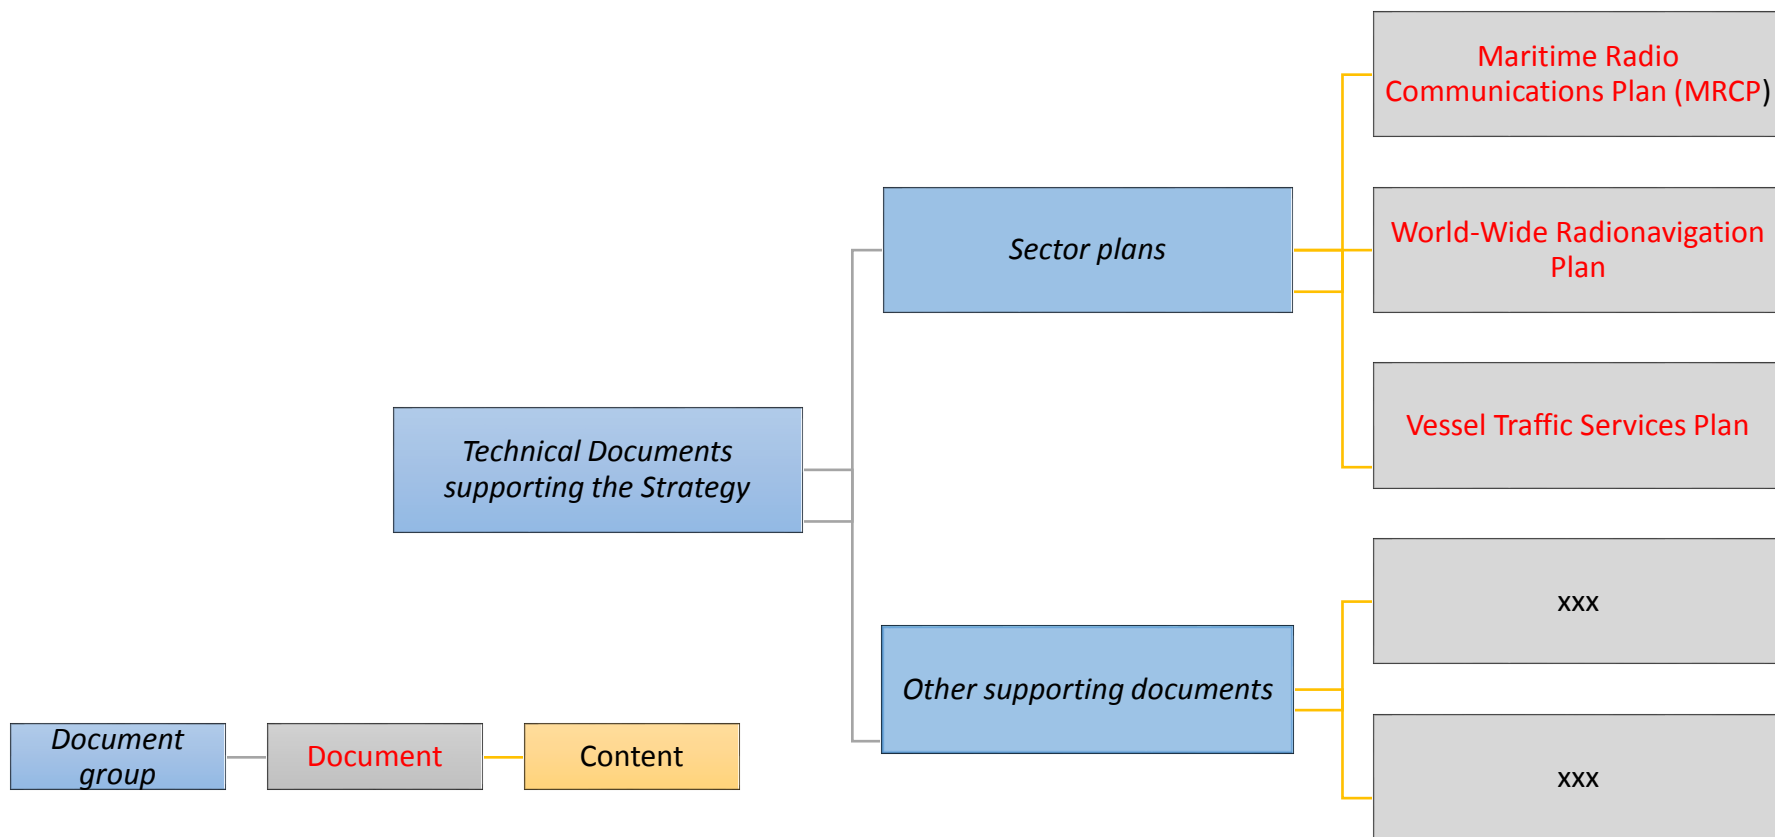 Maritime Radio
Communications Plan (MRCP)
World-Wide Radionavigation
Plan
Sector plans
Vessel Traffic Services Plan
Technical Documents
supporting the Strategy
xxx
Other supporting documents
xxx
Document
group
Document
Content